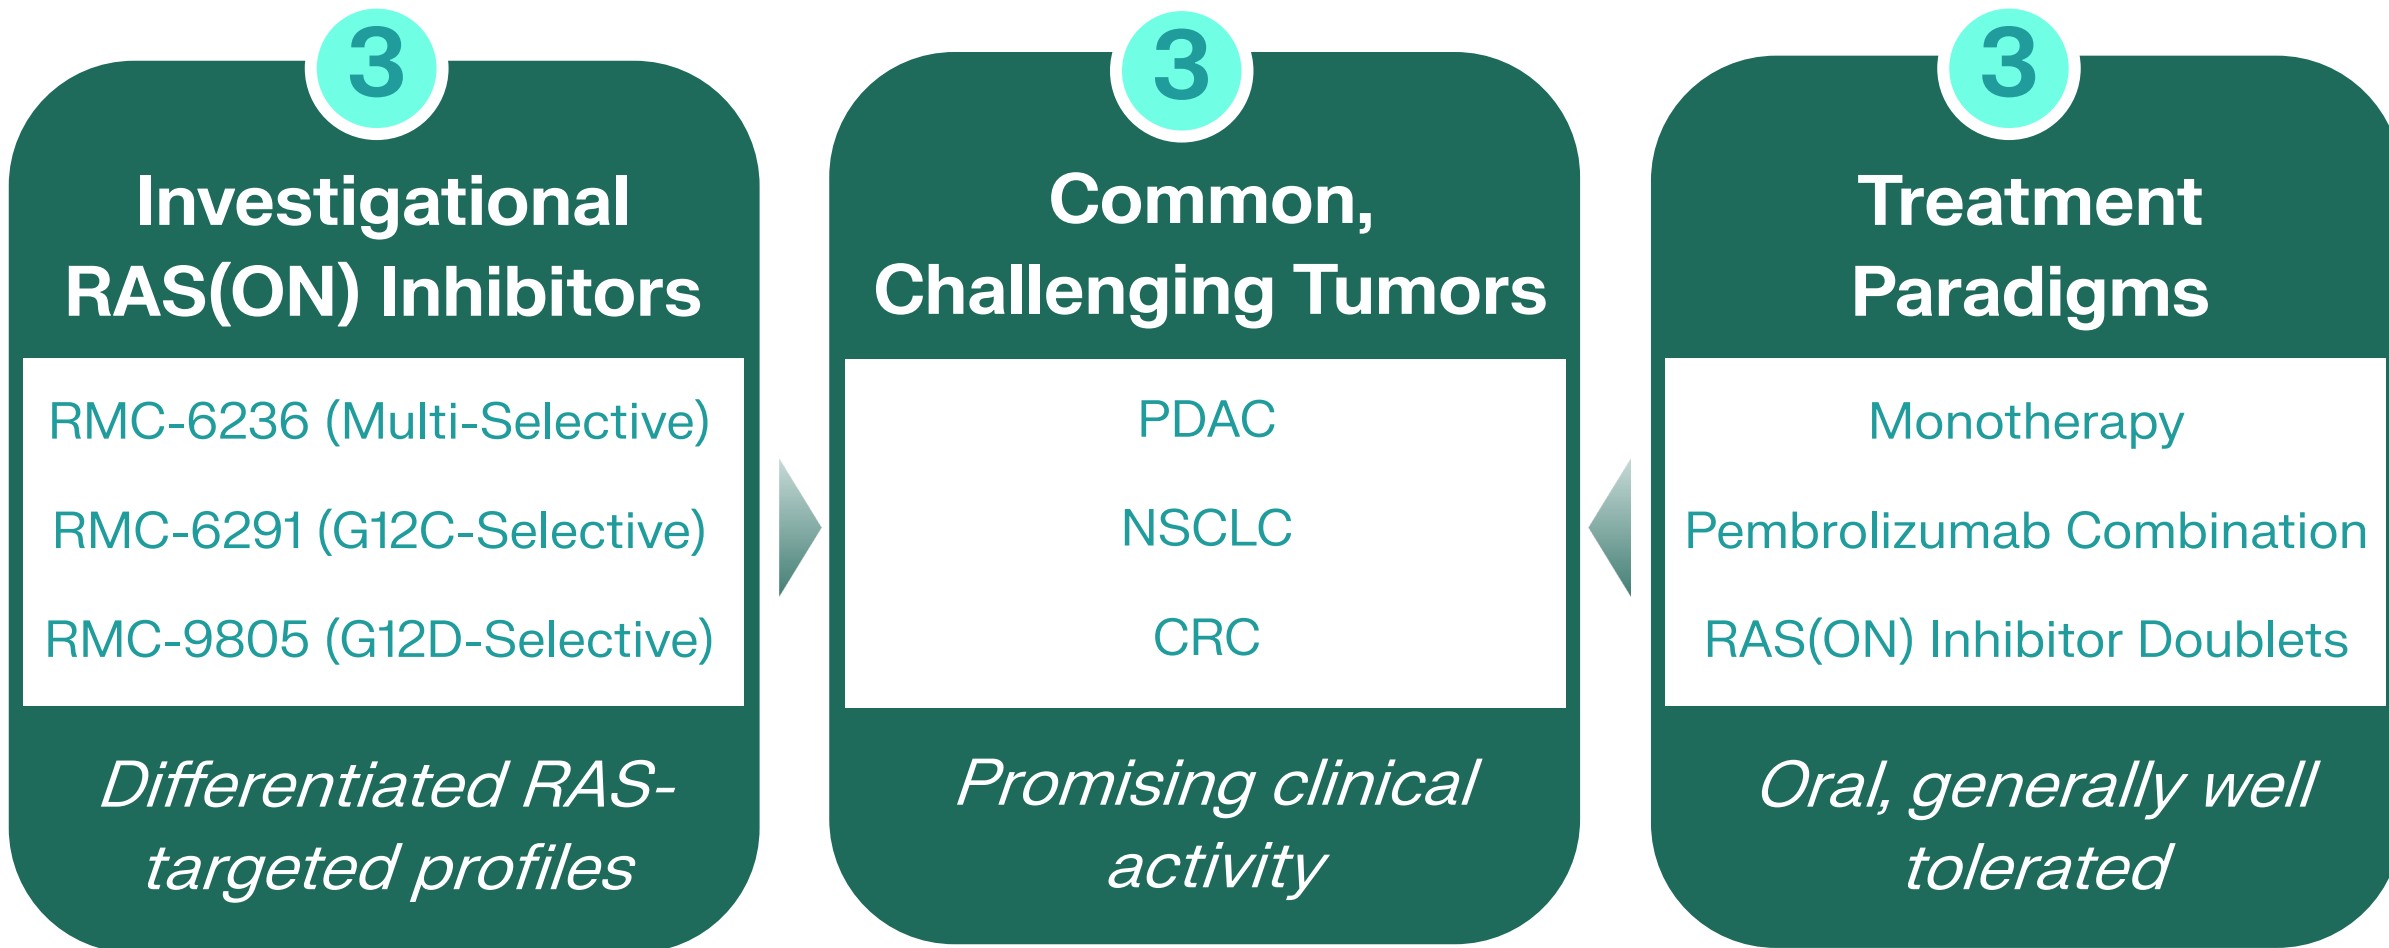 3
Investigational
RAS(ON) Inhibitors
RMC-6236 (Multi-Selective)
RMC-6291 (G12C-Selective)
RMC-9805 (G12D-Selective)
Differentiated RAS-
targeted profiles
3
Common,
Challenging Tumors
PDAC
NSCLC
CRC
Promising clinical
activity
3
Treatment
Paradigms
Monotherapy
Pembrolizumab Combination
RAS(ON) Inhibitor Doublets
Oral, generally well
tolerated